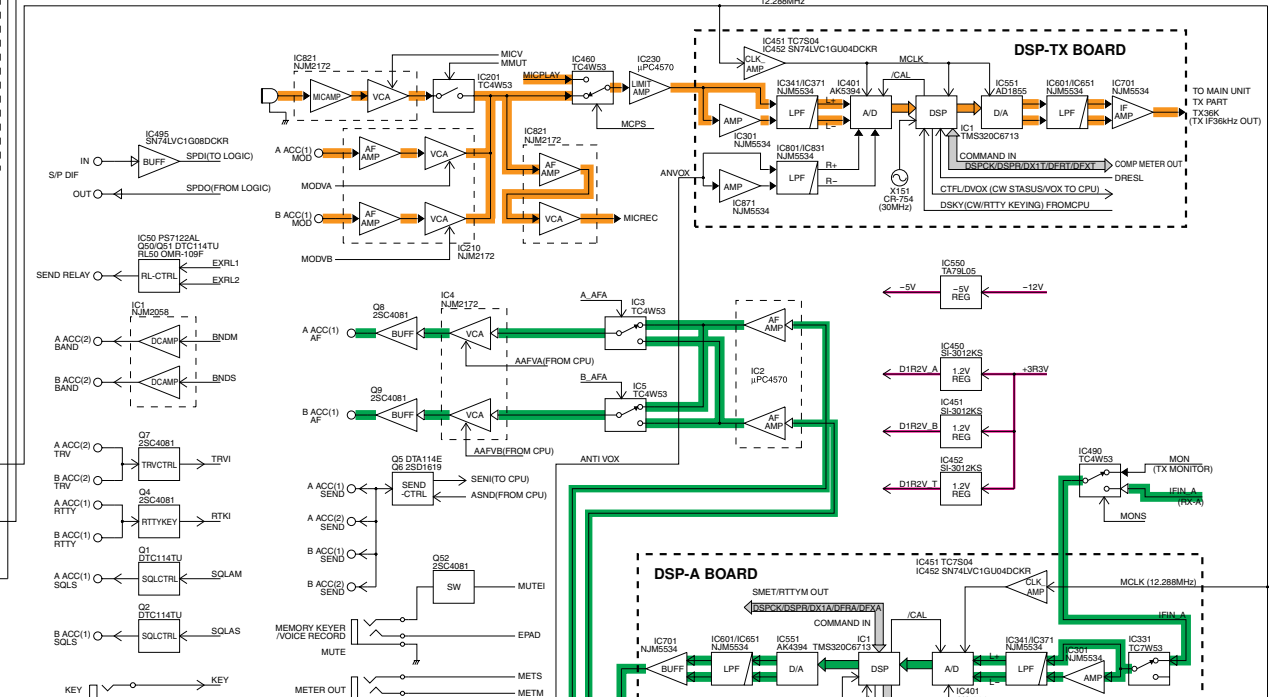 12.288MHz
IC821
NJM2172
MICAMP
VCA
MICV
MMUT
IC201
TC4W53
MICPLAY
IC460
TC4W53
MCPS
IC230
µPC4570
LIMIT
AMP
IC451 TC7S04
IC452 SN74LVC1GU04DCKR
DSP-TX BOARD
CLK_
AMP
MCLK_
/CAL
IC341/IC371
NJM5534
IC401
AK5394
IC551
AD1855
IC601/IC651
NJM5534
IC701
NJM5534
L+
L−
LPF
A/D
DSP
D/A
LPF
IF
AMP
TO MAIN UNIT
TX PART
TX36k
(TX IF36kHz OUT)
AMP
IC301
NJM5534
IC1
TMS320C6713
IC801/IC831
NJM5534
LPF
R+
R−
ANVOX
AMP
IC871
NJM5534
X151
CR-754
(30MHz)
COMMAND IN
DSPCK/DSPR/DX1T/DFRT/DFXT
COMP METER OUT
DRESL
CTFL/DVOX (CW STASUS/VOX TO CPU)
DSKY(CW/RTTY KEYING) FROMCPU
IC495
SN74LVC1G08DCKR
IN
BUFF
SPDI(TO LOGIC)
S/P DIF
OUT
SPDO(FROM LOGIC)
A ACC(1)
MOD
AF
AMP
VCA
MODVA
B ACC(1)
MOD
AF
AMP
VCA
IC210
NJM2172
MODVB
IC821
NJM2172
AF
AMP
VCA
MICREC
IC50 PS7122AL
Q50/Q51 DTC114TU
RL50 OMR-109F
SEND RELAY
RL-CTRL
EXRL1
EXRL2
IC1
NJM2058
A ACC(2)
BAND
DCAMP
BNDM
B ACC(2)
BAND
DCAMP
BNDS
Q8
2SC4081
A ACC(1)
AF
BUFF
IC4
NJM2172
VCA
A_AFA
IC3
TC4W53
AAFVA(FROM CPU)
AF
AMP
IC2
µPC4570
B_AFA
IC5
TC4W53
Q9
2SC4081
B ACC(1)
AF
BUFF
VCA
AAFVB(FROM CPU)
AF
AMP
IC550
TA79L05
−5V
−5V
REG
−12V
IC450
SI-3012KS
D1R2V_A
1.2V
REG
+3R3V
IC451
SI-3012KS
D1R2V_B
1.2V
REG
IC452
SI-3012KS
D1R2V_T
1.2V
REG
IC490
TC4W53
MON
(TX MONITOR)
IFIN_A
(RX-A)
MONS
Q7
2SC4081
A ACC(2)
TRV
TRVCTRL
TRVI
B ACC(2)
TRV
Q4
2SC4081
A ACC(1)
RTTY
RTTYKEY
RTKI
B ACC(1)
RTTY
Q1
DTC114TU
A ACC(1)
SQLS
SQLCTRL
SQLAM
Q2
DTC114TU
B ACC(1)
SQLS
SQLCTRL
SQLAS
KEY
KEY
Q5 DTA114E
Q6 2SD1619
A ACC(1)
SEND
SEND
-CTRL
SENI(TO CPU)
ASND(FROM CPU)
A ACC(2)
SEND
B ACC(1)
SEND
B ACC(2)
SEND
ANTI VOX
Q52
2SC4081
SW
MUTEI
MEMORY KEYER
/VOICE RECORD
MUTE
EPAD
METER OUT
METS
METM
DSP-A BOARD
IC451 TC7S04
IC452 SN74LVC1GU04DCKR
CLK_
AMP
MCLK (12.288MHz)
IFIN_A
SMET/RTTYM OUT
DSPCK/DSPR/DX1A/DFRA/DFXA
COMMAND IN
/CAL
IC701
NJM5534
BUFF
IC601/IC651
NJM5534
LPF
IC551
AK4394
D/A
IC1
TMS320C6713
DSP
A/D
IC401
L+
L−
IC341/IC371
NJM5534
LPF
IC301
NJM5534
AMP
IC331
TC7W53